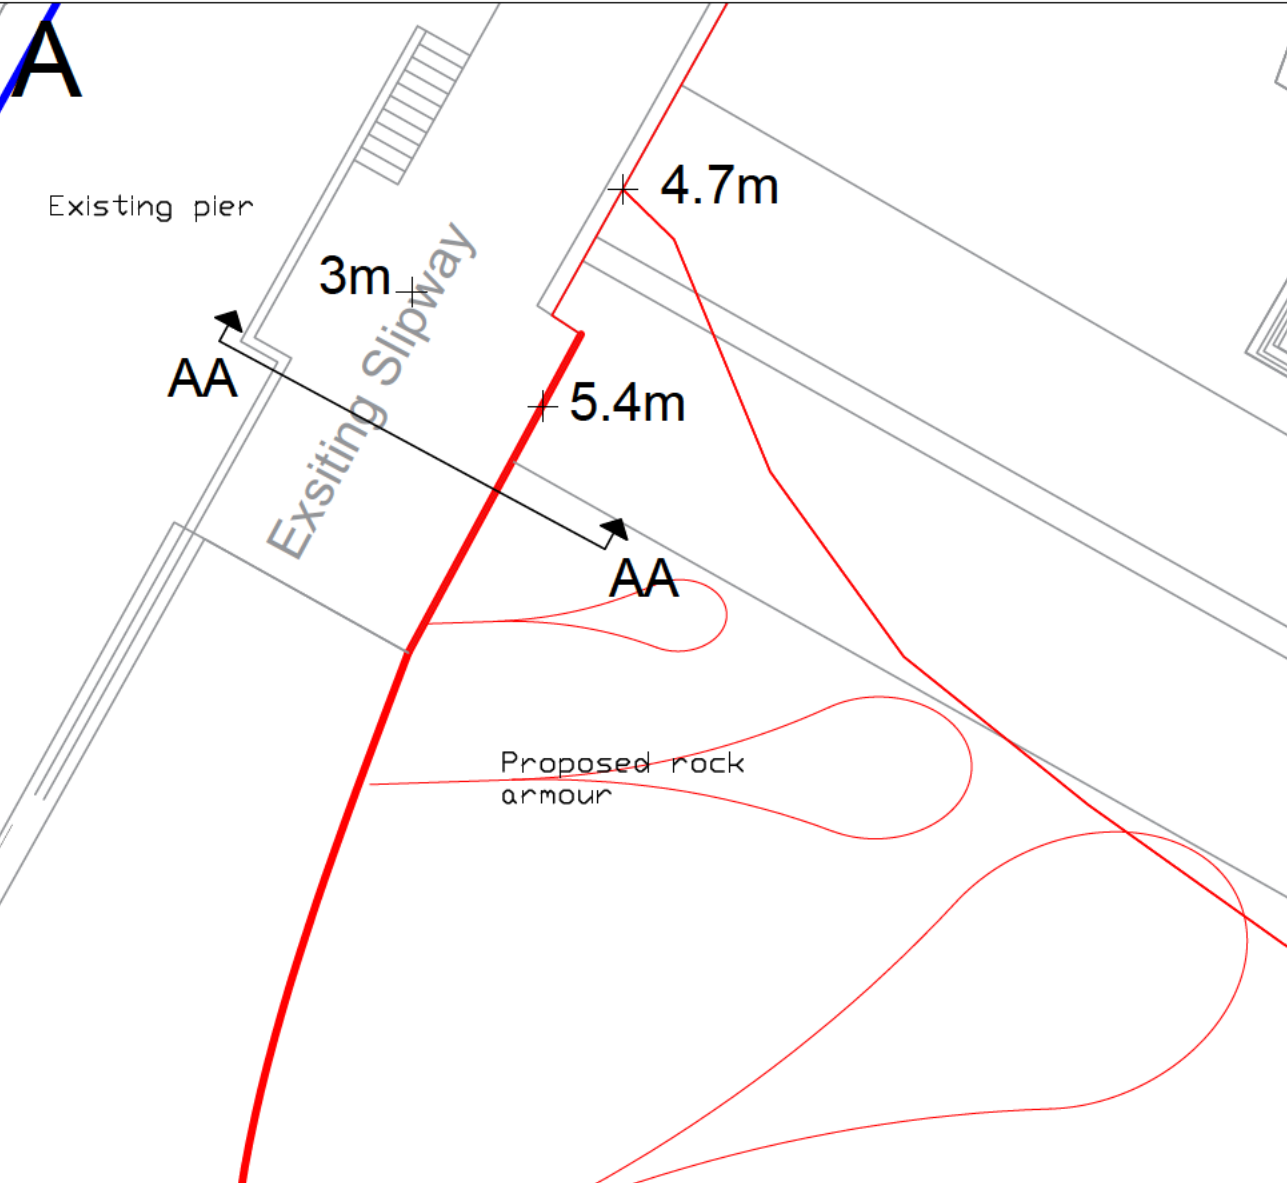 A
Existing pier
4.7m
3m
Exsiting Slipway
AA
5.4m
AA
Proposed rock
armour